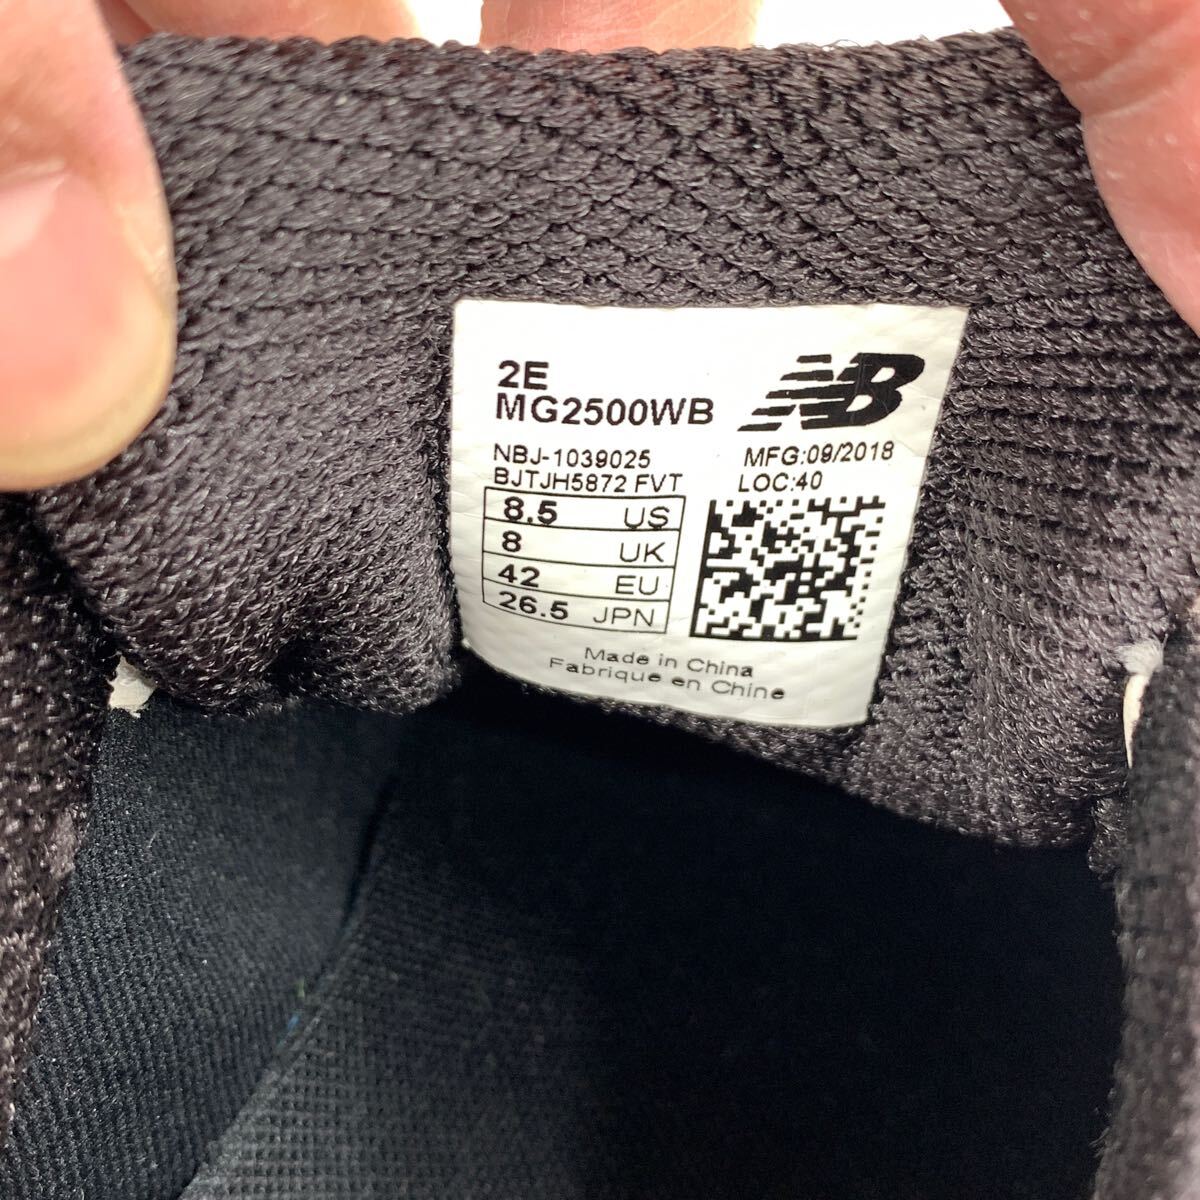 2E
MG2500WB
NB
NBJ-1039025
BJTJH5872 FVT
MFG:09/2018
LOC:40
8.5 US
8 UK
42 EU
26.5 JPN
Made in China
Fabrique en Chine